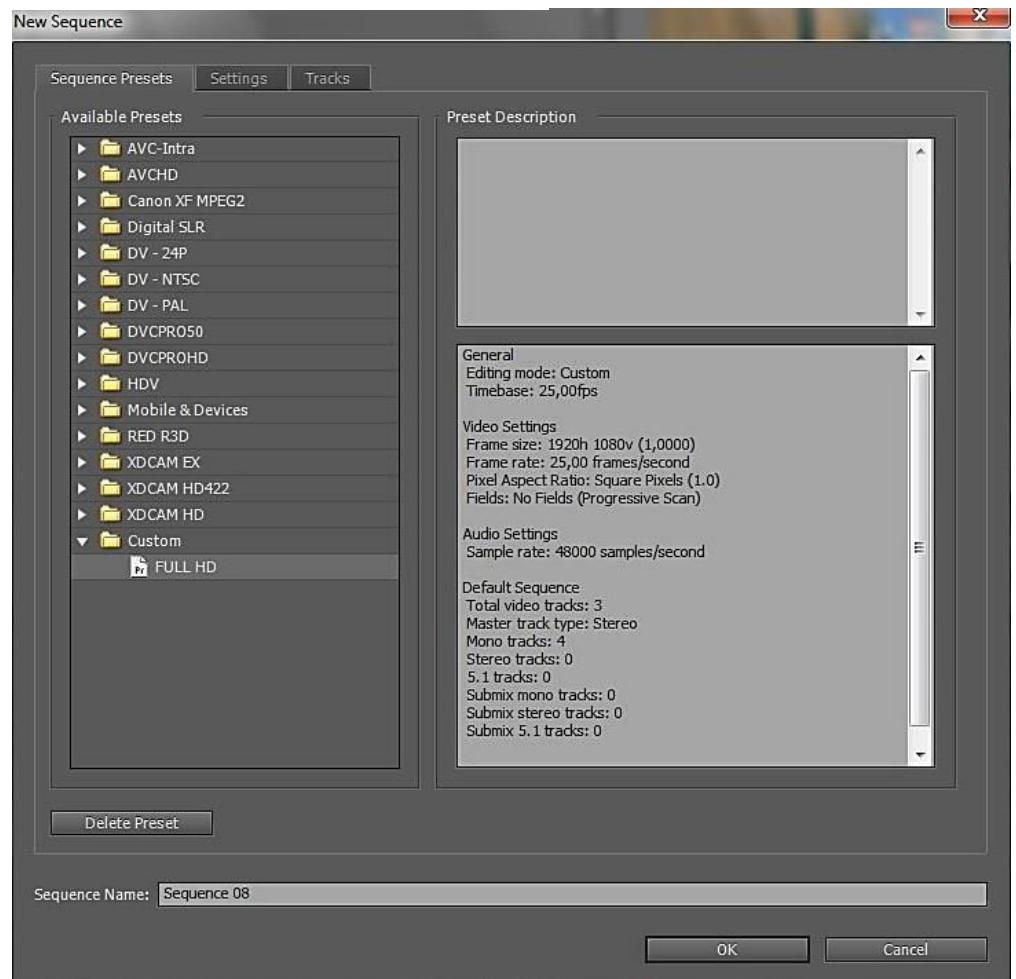 New Sequence
Sequence Presets
Settings
Tracks
Available Presets
AVC-Intra
AVCHD
Canon XF MPEG2
Digital SLR
DV - 24P
DV - NTSC
DV - PAL
DVCPRO50
DVCPROHD
HDV
Mobile & Devices
RED R3D
XDCAM EX
XDCAM HD422
XDCAM HD
Custom
Pr FULL HD
Preset Description
General
Editing mode: Custom
Timebase: 25,00fps
Video Settings
Frame size: 1920h 1080v (1,0000)
Frame rate: 25,00 frames/second
Pixel Aspect Ratio: Square Pixels (1.0)
Fields: No Fields (Progressive Scan)
Audio Settings
Sample rate: 48000 samples/second
Default Sequence
Total video tracks: 3
Master track type: Stereo
Mono tracks: 4
Stereo tracks: 0
5.1 tracks: 0
Submix mono tracks: 0
Submix stereo tracks: 0
Submix 5.1 tracks: 0
Delete Preset
Sequence Name: Sequence 08
OK
Cancel